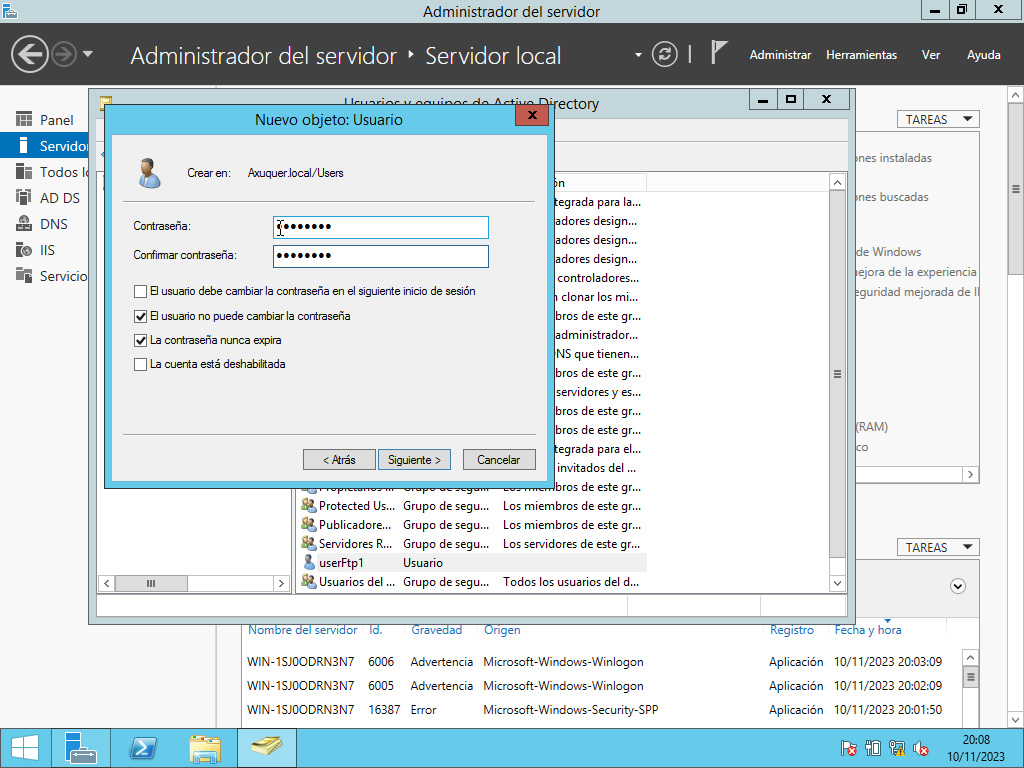 Administrador del servidor
Administrador del servidor
Servidor local
Administrar
Herramientas
Ver
Ayuda
Panel
Todos
AD DS
DNS
IIS
Usuarios y equipos de Active Directory
Nuevo objeto: Usuario
x
Crear en: Axuquer.local/Users
Contraseña:
Confirmar contraseña:
El usuario debe cambiar la contraseña en el siguiente inicio de sesión
El usuario no puede cambiar la contraseña
La contraseña nunca expira
La cuenta está deshabilitada
< Atrás
Siguiente >
Cancelar
tegrada para la...
adores design...
adores design...
adores design...
controladores...
clonar los mi...
bros de este gr...
administrador...
NS que tienen...
bros de este gr...
servidores y es...
bros de este gr...
bros de este gr...
tegrada para el...
invitados del ...
Propietarios ... Grupo de segu... Los miembros de este gr...
Protected Us... Grupo de segu... Los miembros de este gr...
Publicadore... Grupo de segu... Los miembros de este gr...
Servidores R... Grupo de segu... Los servidores de este gr...
userFtp1 Usuario
Usuarios del ... Grupo de segu... Todos los usuarios del d...
TAREAS
ones instaladas
ones buscadas
de Windows
ejora de la experiencia
eguridad mejorada de
(RAM)
co
TAREAS
Nombre del servidor Id. Gravedad Origen Registro Fecha y hora
WIN-1SJ0ODRN3N7 6006 Advertencia Microsoft-Windows-Winlogon Aplicación 10/11/2023 20:03:09
WIN-1SJ0ODRN3N7 6005 Advertencia Microsoft-Windows-Winlogon Aplicación 10/11/2023 20:02:09
WIN-1SJ0ODRN3N7 16387 Error Microsoft-Windows-Security-SPP Aplicación 10/11/2023 20:01:50
20:08
10/11/2023